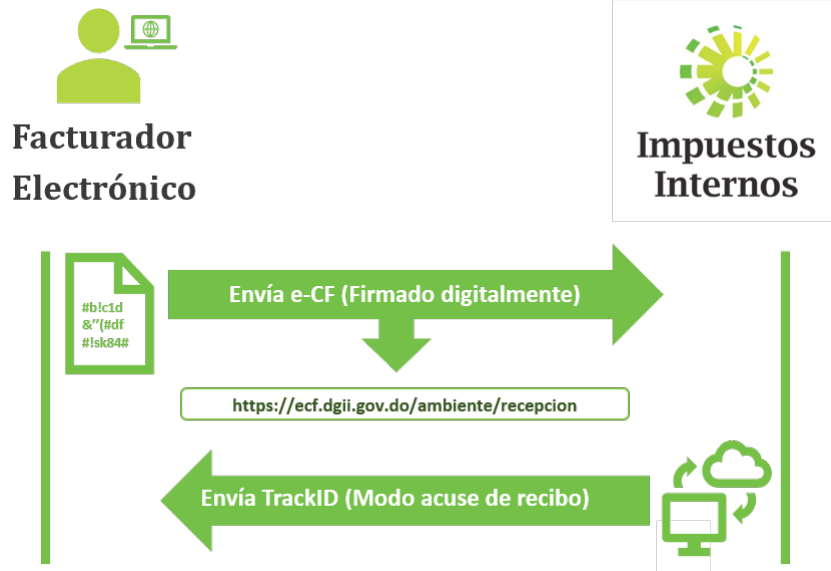 Facturador
Electrónico
Impuestos
Internos
#b!c1d
&"(#df
#!sk84#
Envía e-CF (Firmado digitalmente)
https://ecf.dgii.gov.do/ambiente/recepcion
Envía TrackID (Modo acuse de recibo)